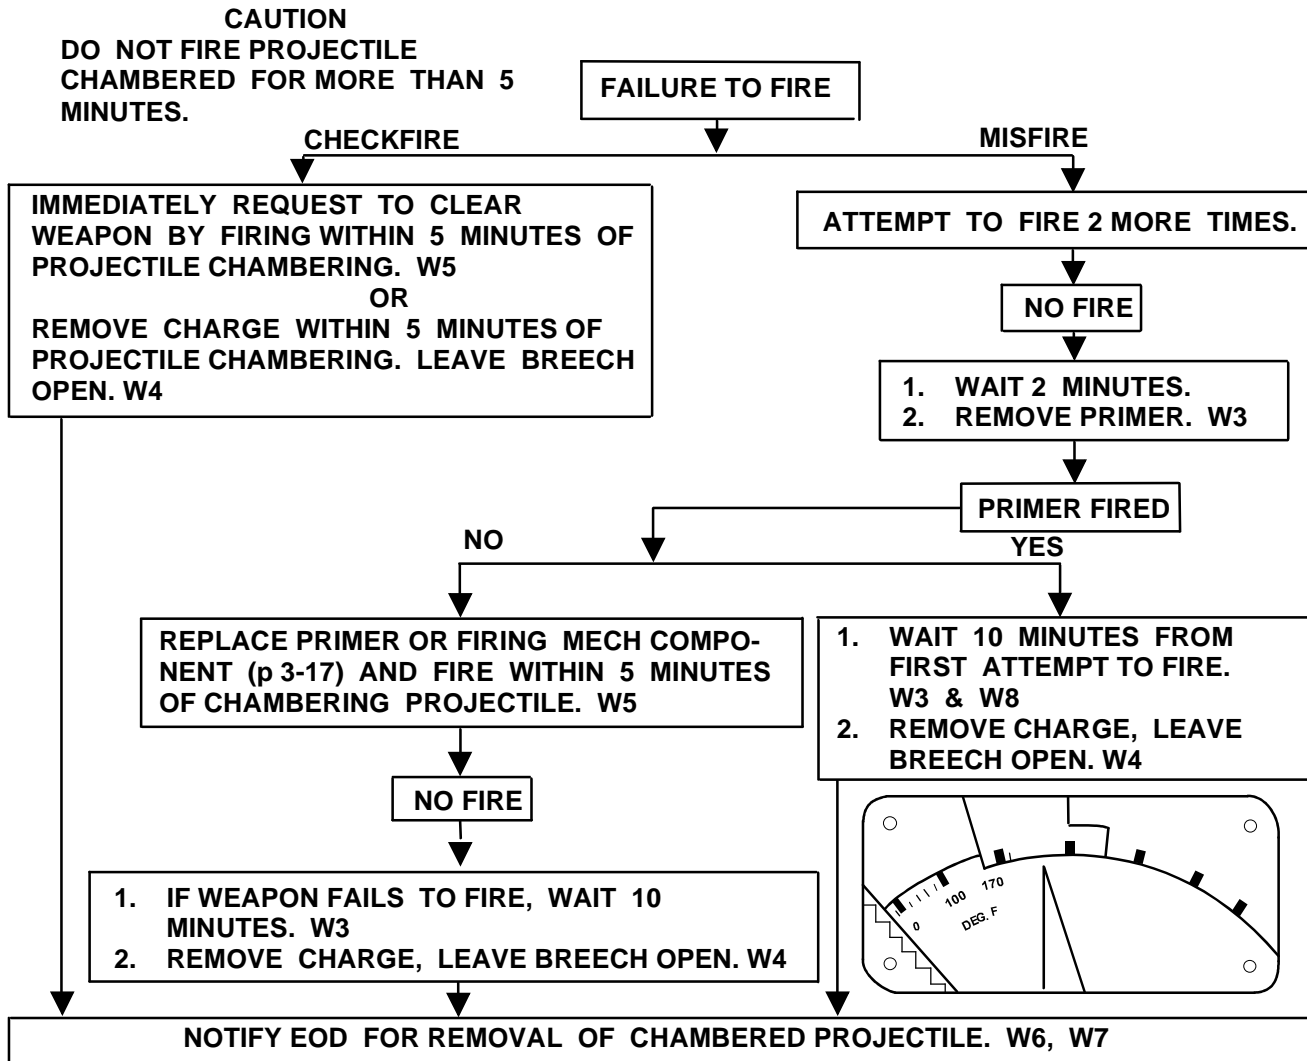 CAUTION
DO NOT FIRE PROJECTILE
CHAMBERED FOR MORE THAN 5
MINUTES.
FAILURE TO FIRE
CHECKFIRE
MISFIRE
IMMEDIATELY REQUEST TO CLEAR
WEAPON BY FIRING WITHIN 5 MINUTES OF
PROJECTILE CHAMBERING. W5
OR
REMOVE CHARGE WITHIN 5 MINUTES OF
PROJECTILE CHAMBERING. LEAVE BREECH
OPEN. W4
ATTEMPT TO FIRE 2 MORE TIMES.
NO FIRE
1. WAIT 2 MINUTES.
2. REMOVE PRIMER. W3
PRIMER FIRED
NO
YES
REPLACE PRIMER OR FIRING MECH COMPO-
NENT (p 3-17) AND FIRE WITHIN 5 MINUTES
OF CHAMBERING PROJECTILE. W5
1. WAIT 10 MINUTES FROM
FIRST ATTEMPT TO FIRE.
W3 & W8
2. REMOVE CHARGE, LEAVE
BREECH OPEN. W4
NO FIRE
1. IF WEAPON FAILS TO FIRE, WAIT 10
MINUTES. W3
2. REMOVE CHARGE, LEAVE BREECH OPEN. W4
0
100
170
DEG. F
NOTIFY EOD FOR REMOVAL OF CHAMBERED PROJECTILE. W6, W7